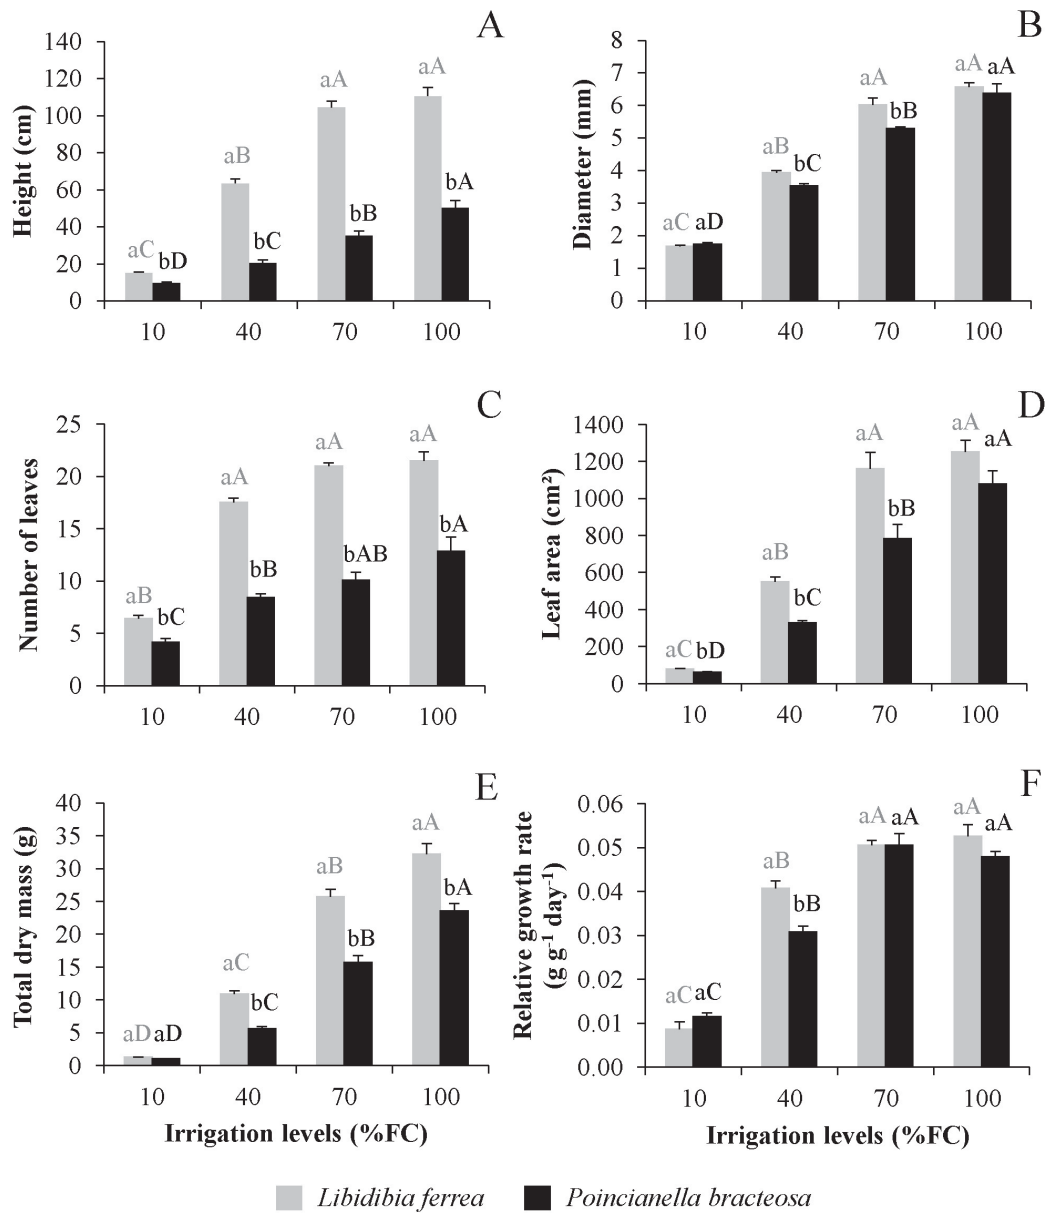 A
Height (cm)
140
120
100
80
60
40
20
0
aC bD aB bC aA bB aA bA
10 40 70 100
B
Diameter (mm)
8
7
6
5
4
3
2
1
0
aC aD aB bC aA bB aA aA
10 40 70 100
C
Number of leaves
25
20
15
10
5
0
aB bC aA bB aA bAB aA bA
10 40 70 100
D
Leaf area (cm²)
1400
1200
1000
800
600
400
200
0
aC bD aB bC aA bB aA aA
10 40 70 100
E
Total dry mass (g)
40
35
30
25
20
15
10
5
0
aD aD aC bC aB bB aA bA
10 40 70 100
Irrigation levels (%FC)
F
Relative growth rate
(g g⁻¹ day⁻¹)
0.06
0.05
0.04
0.03
0.02
0.01
0.00
aC aC aB bB aA aA aA aA
10 40 70 100
Irrigation levels (%FC)
Libidibia ferrea Poincianella bracteosa